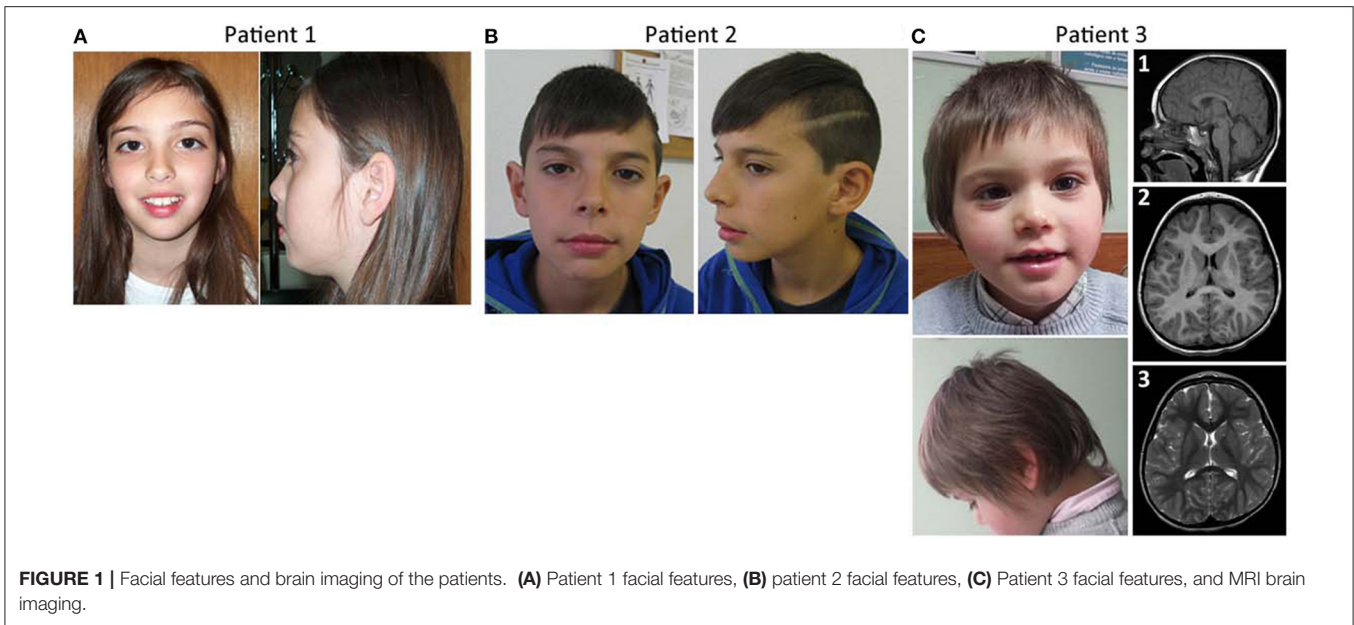 A Patient 1 B Patient 2 C Patient 3
1
2
3
FIGURE 1 | Facial features and brain imaging of the patients. (A) Patient 1 facial features, (B) patient 2 facial features, (C) Patient 3 facial features, and MRI brain
imaging.